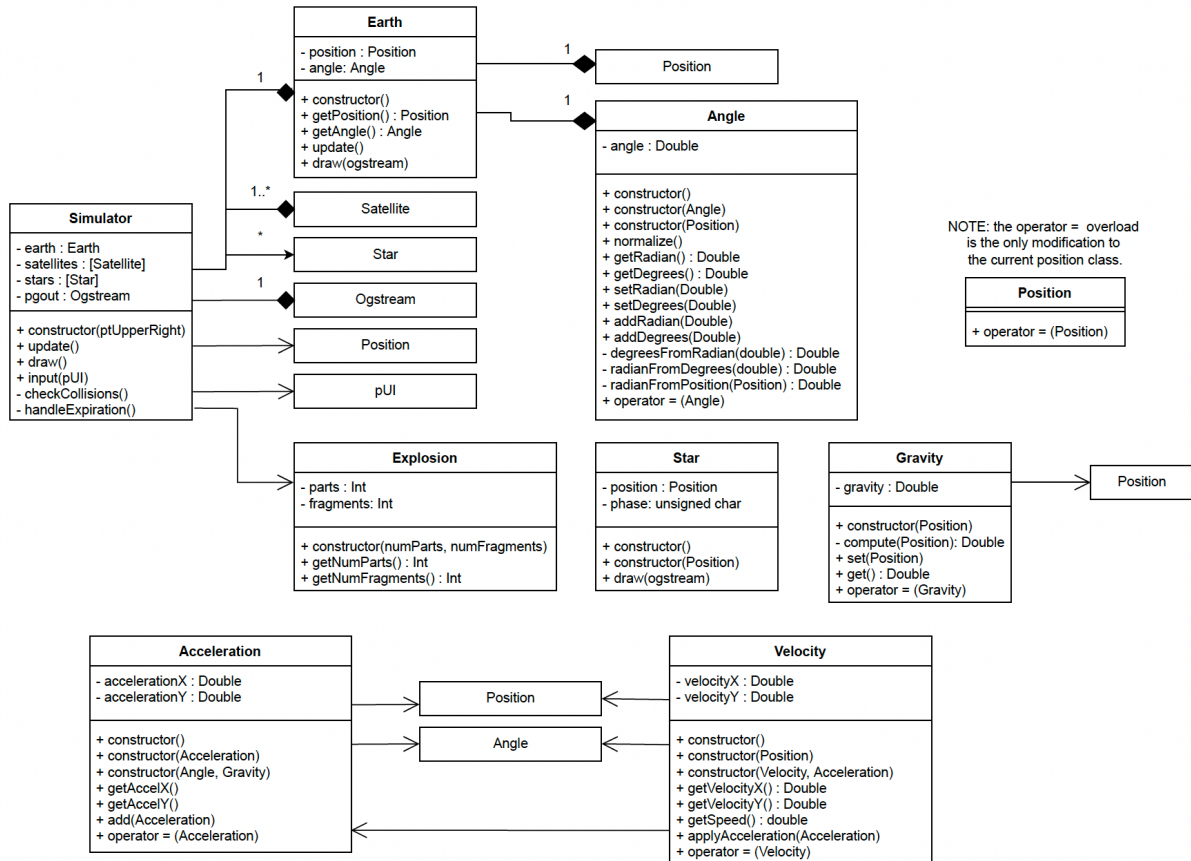 Earth
- position : Position
- angle: Angle
+ constructor()
+ getPosition() : Position
+ getAngle() : Angle
+ update()
+ draw(ogstream)
1
Position
1
Angle
- angle : Double
+ constructor()
+ constructor(Angle)
+ constructor(Position)
+ normalize()
+ getRadian() : Double
+ getDegrees() : Double
+ setRadian(Double)
+ setDegrees(Double)
+ addRadian(Double)
+ addDegrees(Double)
- degreesFromRadian(double) : Double
- radianFromDegrees(double) : Double
- radianFromPosition(Position) : Double
+ operator = (Angle)
1
1..*
Satellite
*
Star
1
Ogstream
Position
pUI
Simulator
- earth : Earth
- satellites : [Satellite]
- stars : [Star]
- pgout : Ogstream
+ constructor(ptUpperRight)
+ update()
+ draw()
+ input(pUI)
- checkCollisions()
- handleExpiration()
NOTE: the operator = overload
is the only modification to
the current position class.
Position
+ operator = (Position)
Explosion
- parts : Int
- fragments: Int
+ constructor(numParts, numFragments)
+ getNumParts() : Int
+ getNumFragments() : Int
Star
- position : Position
- phase: unsigned char
+ constructor()
+ constructor(Position)
+ draw(ogstream)
Gravity
- gravity : Double
+ constructor(Position)
- compute(Position): Double
+ set(Position)
+ get() : Double
+ operator = (Gravity)
Position
Acceleration
- accelerationX : Double
- accelerationY : Double
+ constructor()
+ constructor(Acceleration)
+ constructor(Angle, Gravity)
+ getAccelX()
+ getAccelY()
+ add(Acceleration)
+ operator = (Acceleration)
Position
Angle
Velocity
- velocityX : Double
- velocityY : Double
+ constructor()
+ constructor(Position)
+ constructor(Velocity, Acceleration)
+ getVelocityX() : Double
+ getVelocityY() : Double
+ getSpeed() : double
+ applyAcceleration(Acceleration)
+ operator = (Velocity)